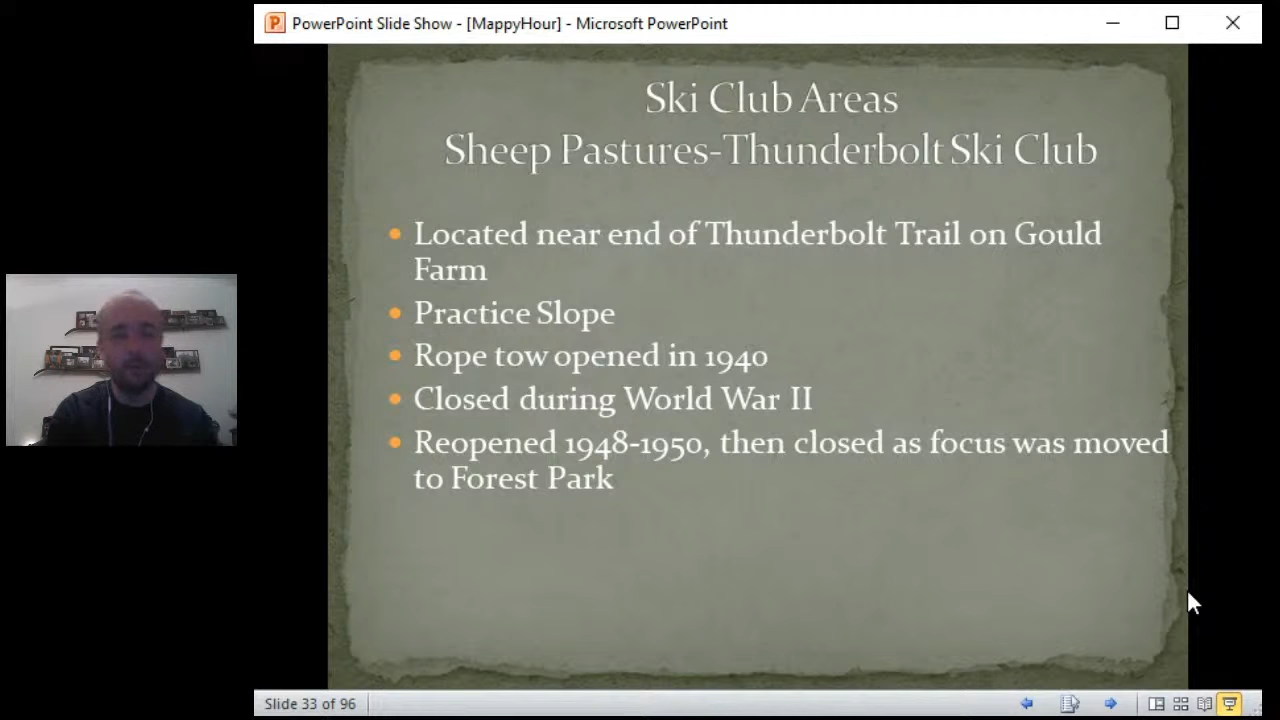 PowerPoint Slide Show - [MappyHour] - Microsoft PowerPoint
Ski Club Areas
Sheep Pastures-Thunderbolt Ski Club
• Located near end of Thunderbolt Trail on Gould
Farm
• Practice Slope
• Rope tow opened in 1940
• Closed during World War II
• Reopened 1948-1950, then closed as focus was moved
to Forest Park
Slide 33 of 96